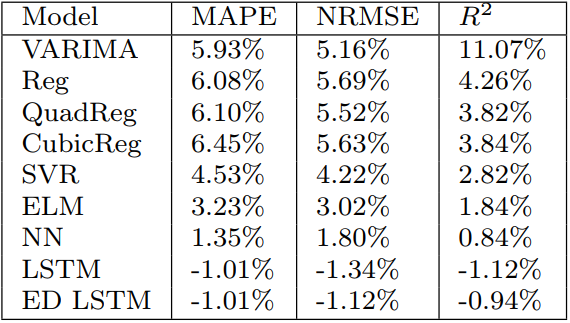 Model MAPE NRMSE R²
VARIMA 5.93% 5.16% 11.07%
Reg 6.08% 5.69% 4.26%
QuadReg 6.10% 5.52% 3.82%
CubicReg 6.45% 5.63% 3.84%
SVR 4.53% 4.22% 2.82%
ELM 3.23% 3.02% 1.84%
NN 1.35% 1.80% 0.84%
LSTM -1.01% -1.34% -1.12%
ED LSTM -1.01% -1.12% -0.94%